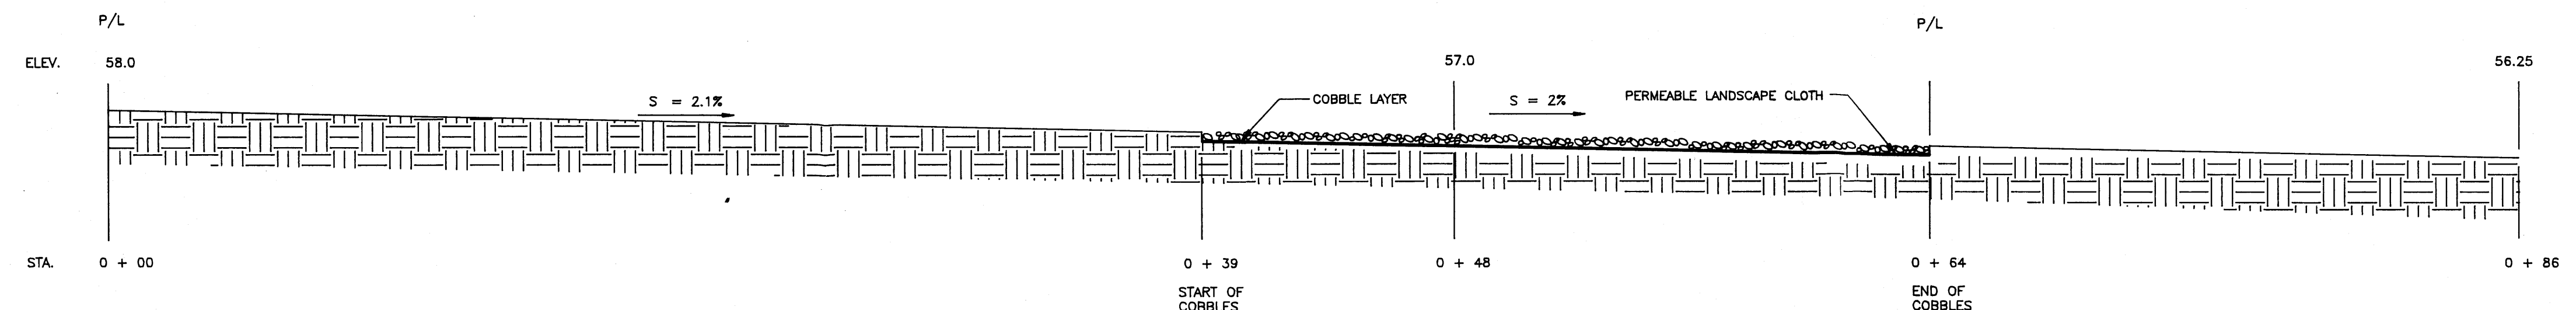 P/L P/L
ELEV. 58.0 57.0 56.25
S = 2.1% COBBLE LAYER S = 2% PERMEABLE LANDSCAPE CLOTH
STA. 0 + 00 0 + 39 0 + 48 0 + 64 0 + 86
START OF END OF
COBBLES COBBLES